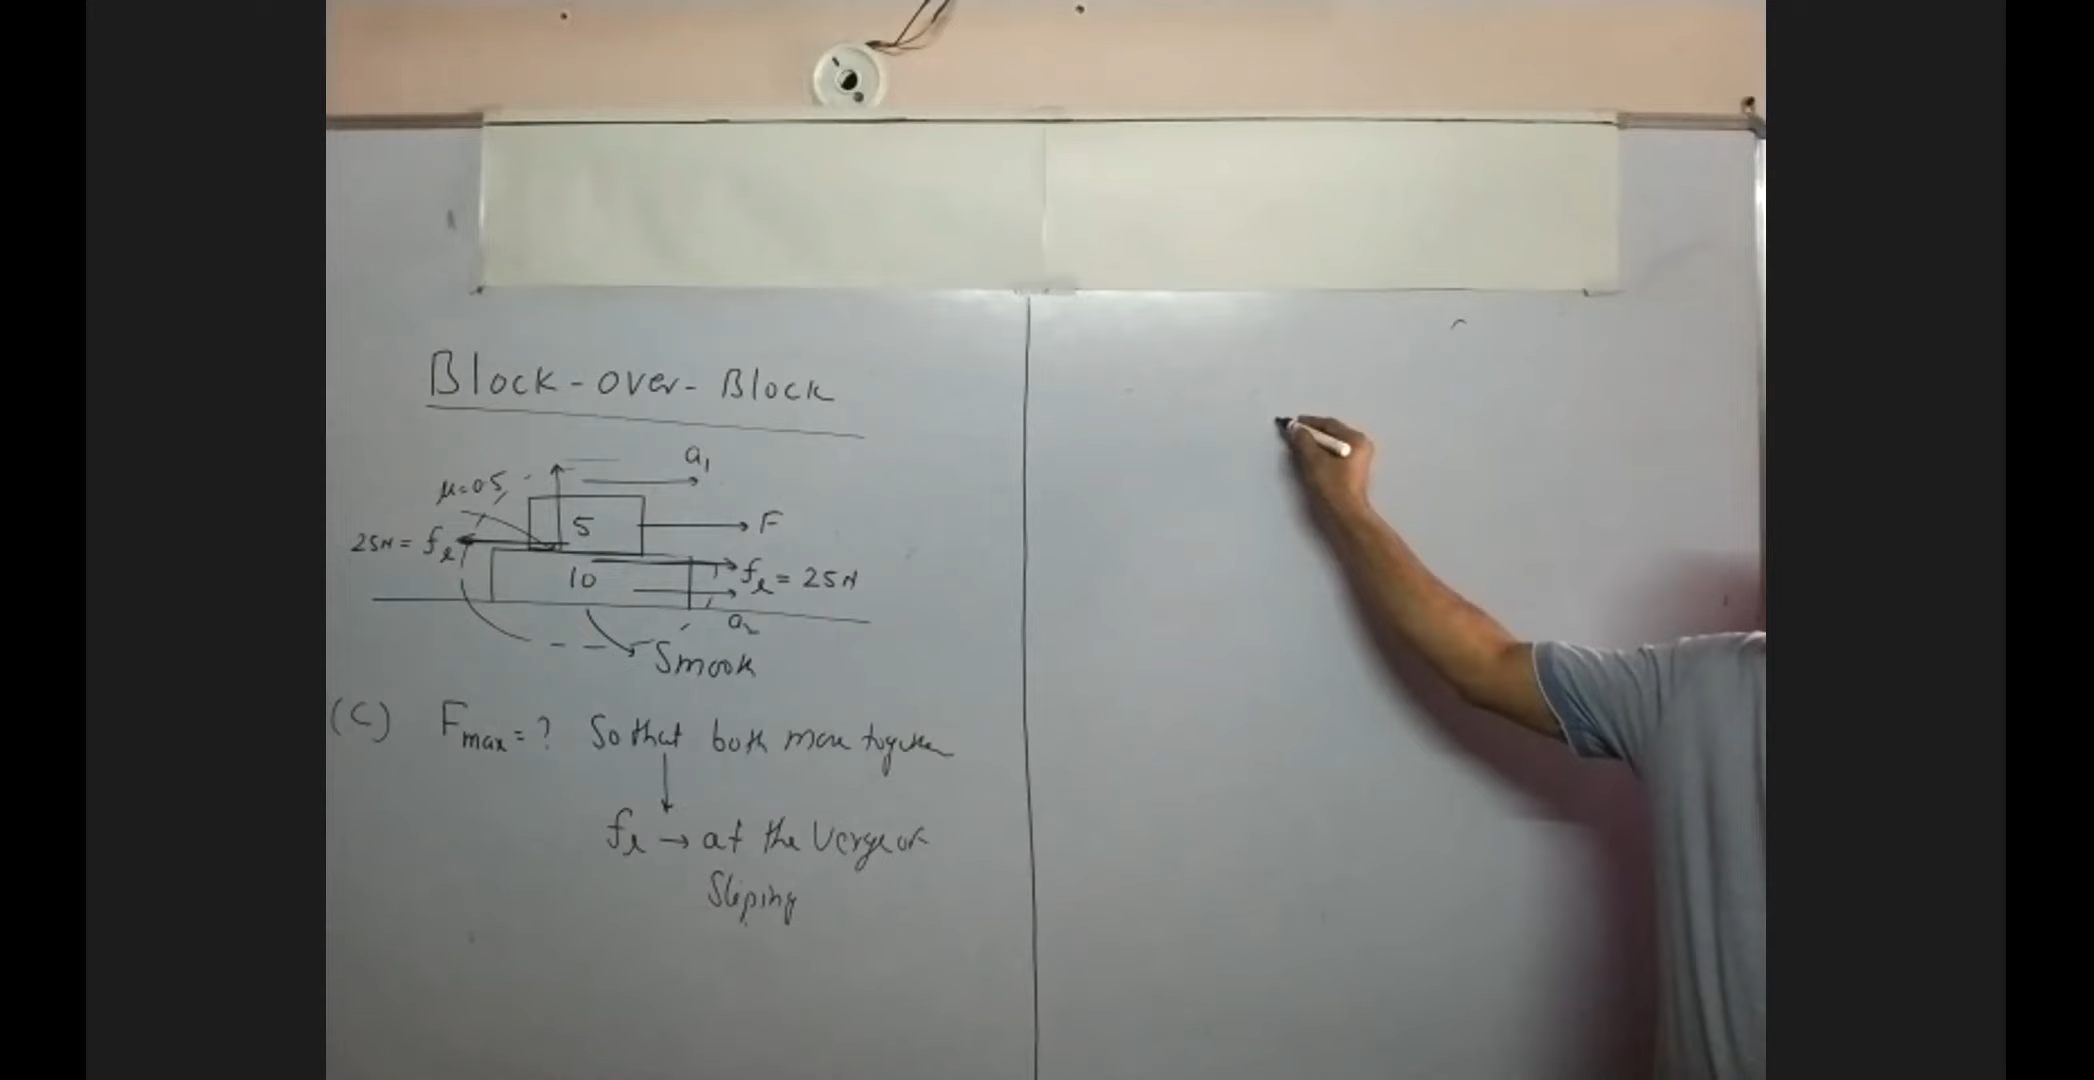 Block-over-Block
a₁
μ=0.5
5
F
25N = fₗ
10
fₗ = 25N
a₂
Smooth
(C) Fmax = ? So that both move together
fₗ → at the verge of
Sliping